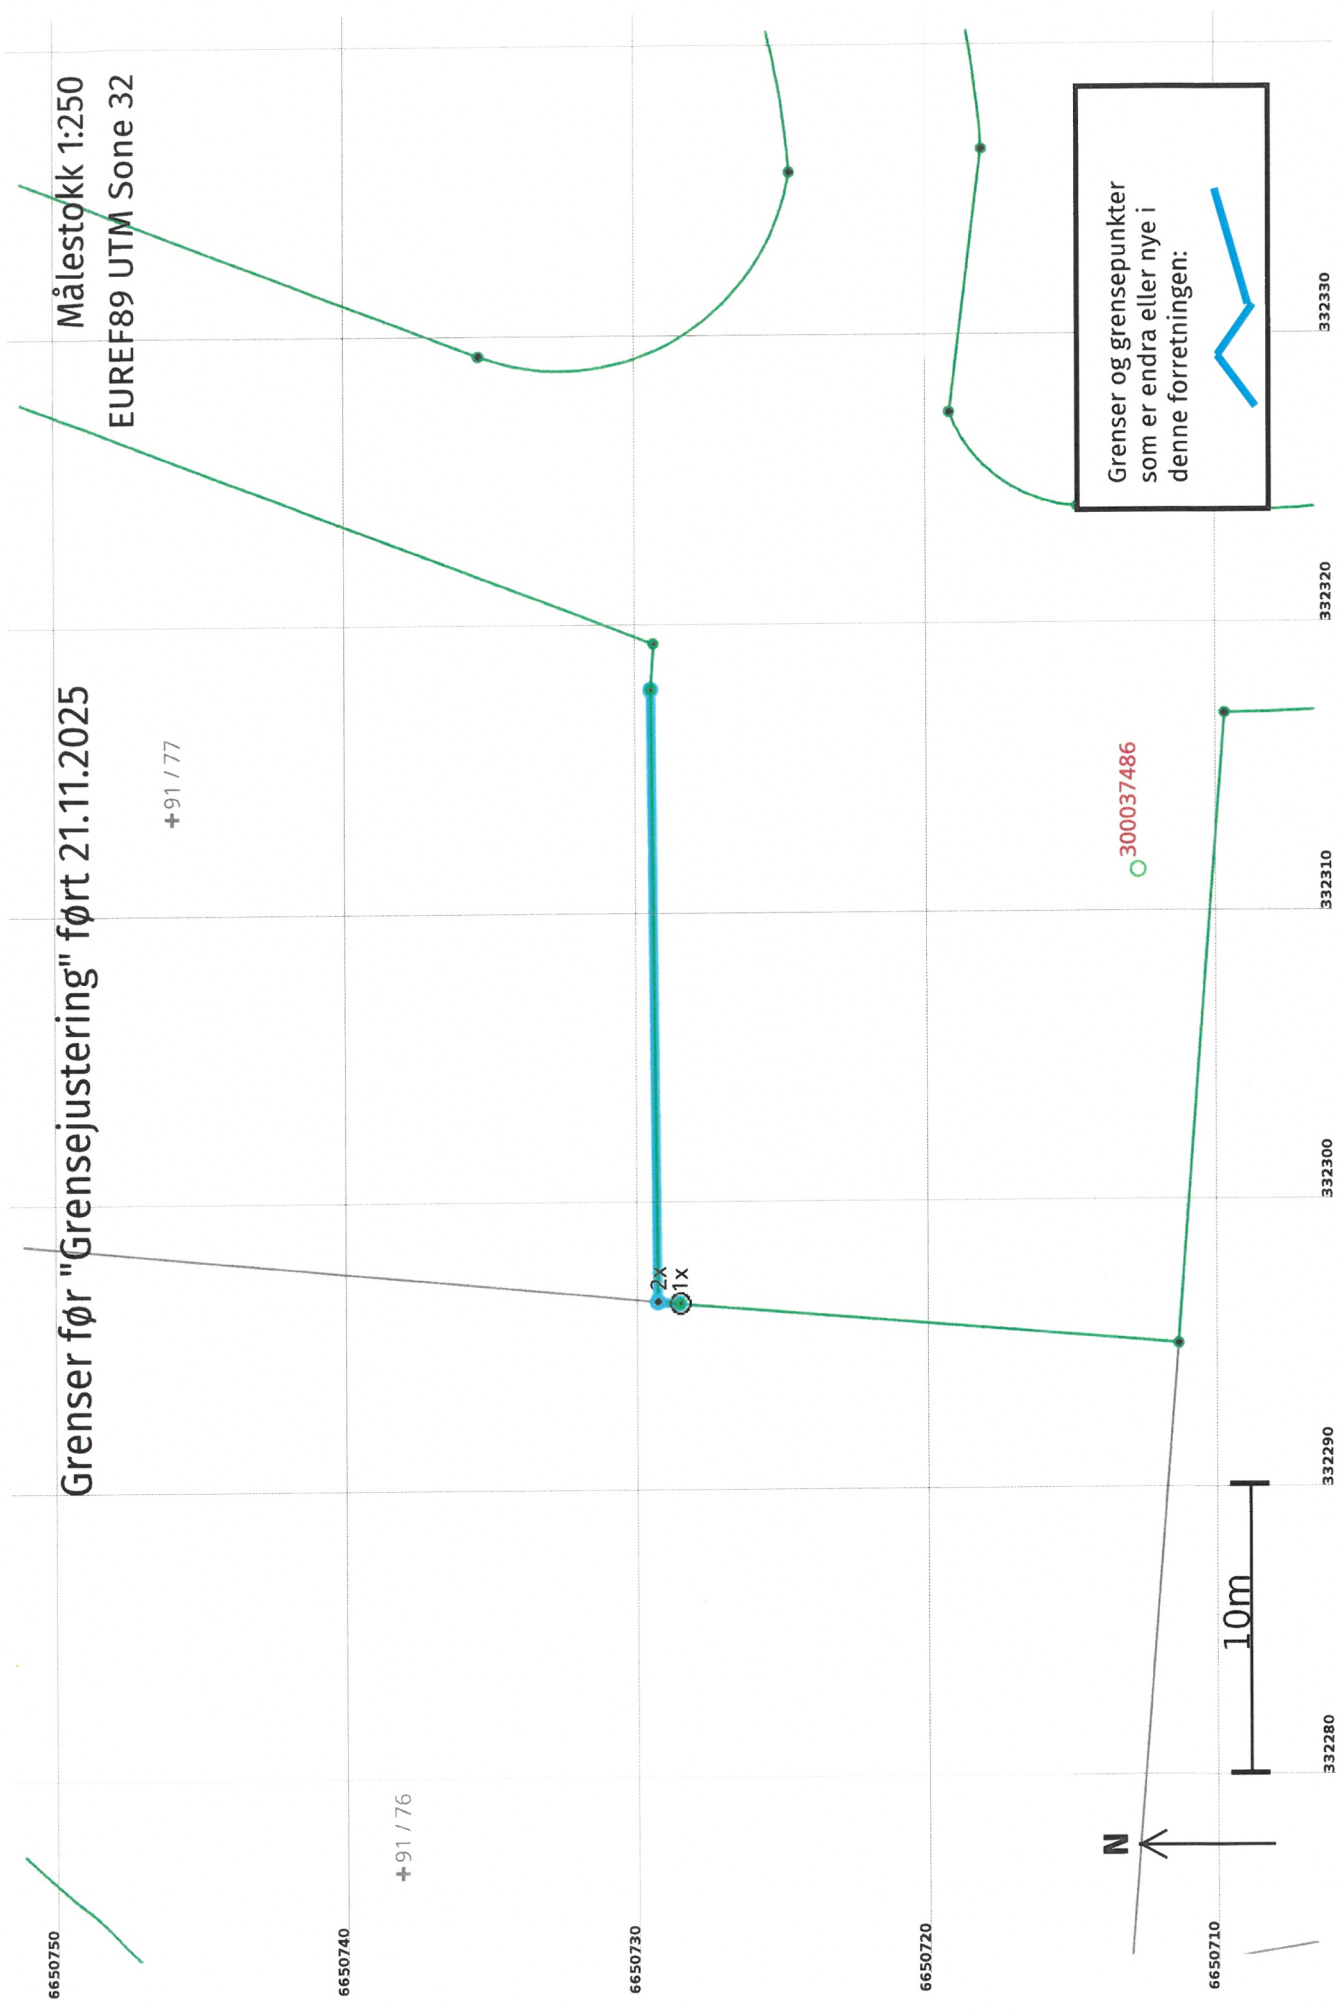 Grenser før "Grensejustering" ført 21.11.2025
Målestokk 1:250
EUREF89 UTM Sone 32
91 / 77
91 / 76
2x
1x
300037486
Grenser og grensepunkter
som er endra eller nye i
denne forretningen:
N
10m
6650750
6650740
6650730
6650720
6650710
332280
332290
332300
332310
332320
332330